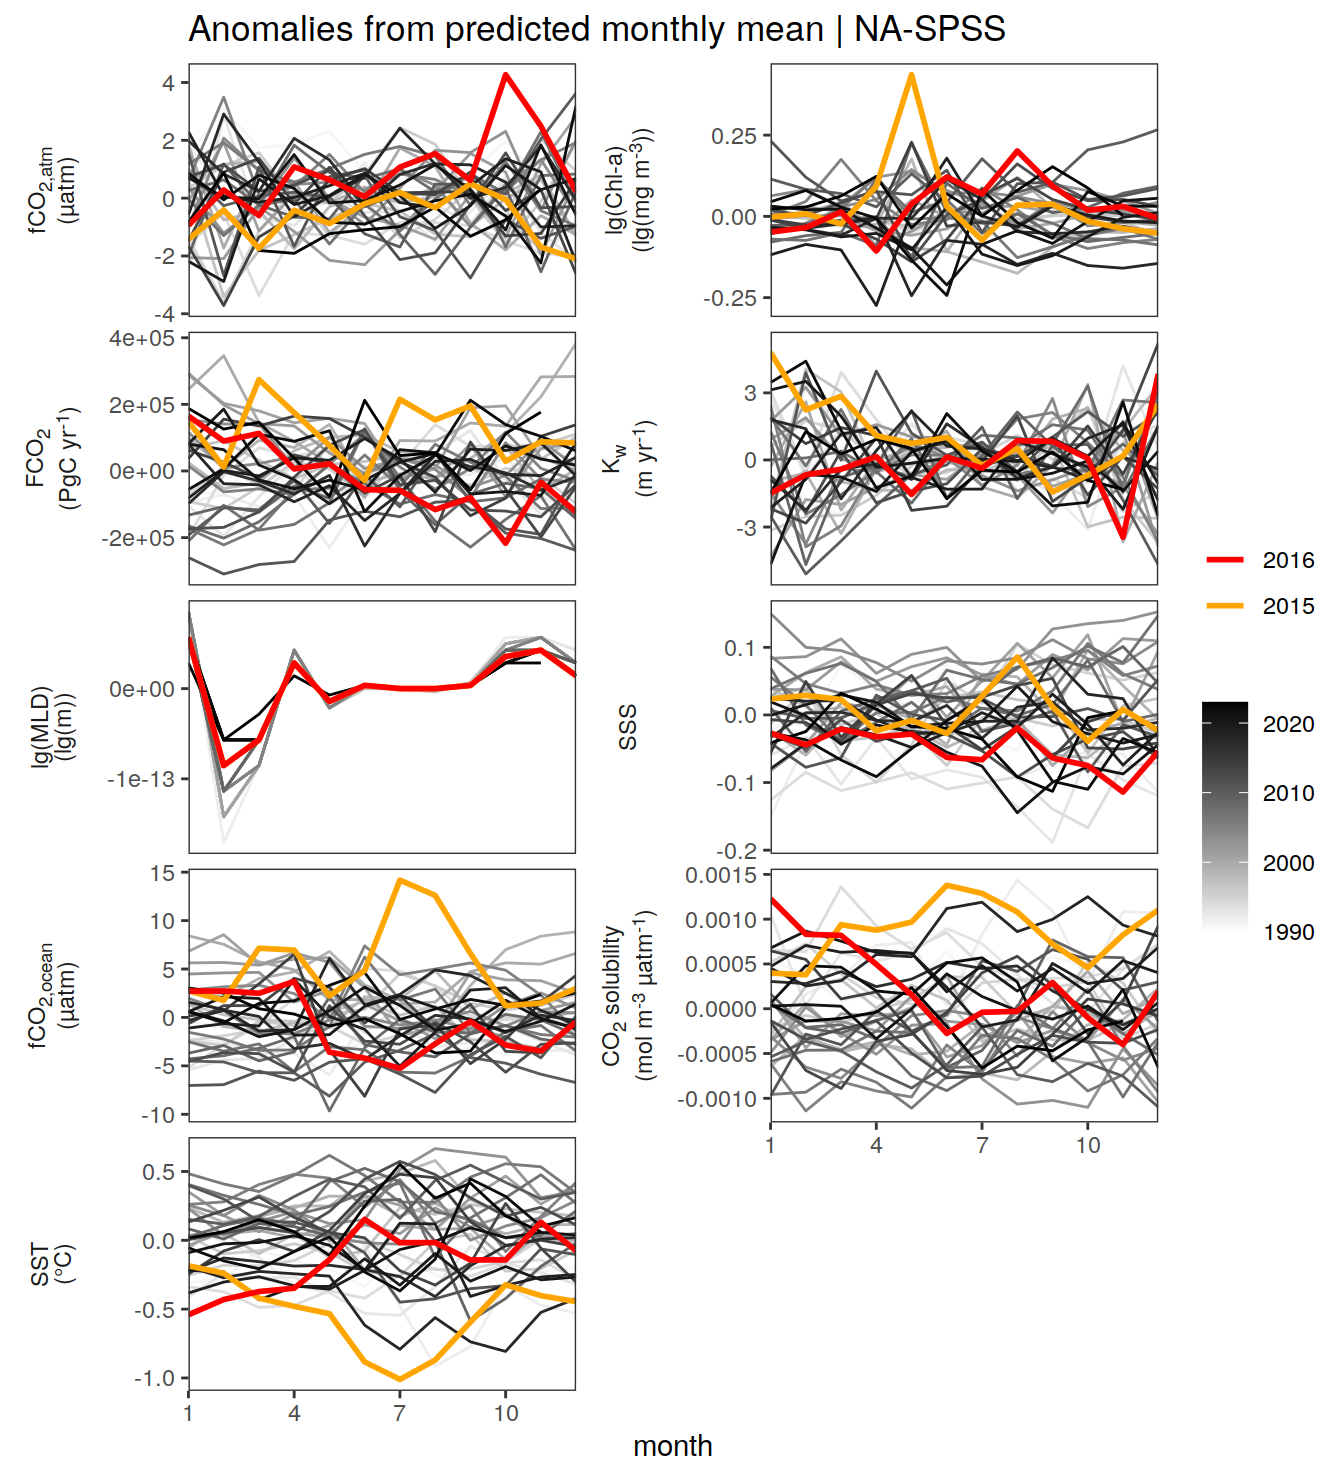 Anomalies from predicted monthly mean | NA-SPSS
fCO2,atm
(µatm)
4
2
0
-2
-4
lg(Chl-a)
(lg(mg m-3))
0.25
0.00
-0.25
FCO2
(PgC yr-1)
4e+05
2e+05
0e+00
-2e+05
Kw
(m yr-1)
3
0
-3
lg(MLD)
(lg(m))
0e+00
-1e-13
SSS
0.1
0.0
-0.1
-0.2
fCO2,ocean
(µatm)
15
10
5
0
-5
-10
CO2 solubility
(mol m-3 µatm-1)
0.0015
0.0010
0.0005
0.0000
-0.0005
-0.0010
1 4 7 10
SST
(°C)
0.5
0.0
-0.5
-1.0
1 4 7 10
month
2016
2015
2020
2010
2000
1990